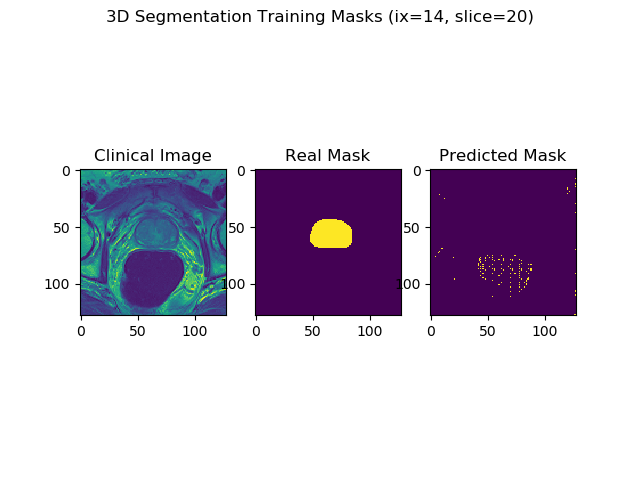 3D Segmentation Training Masks (ix=14, slice=20)
Clinical Image Real Mask Predicted Mask
0 0 0
50 50 50
100 100 100
0 50 100 0 50 100 0 50 100